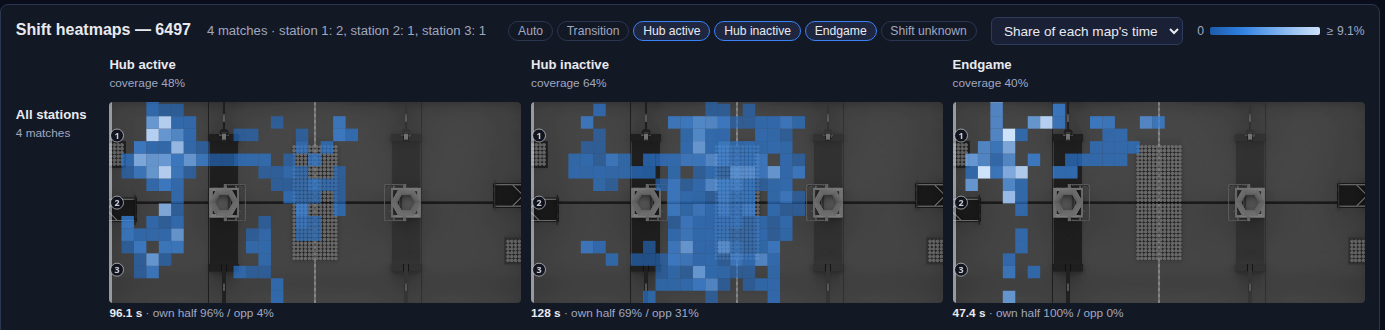 Shift heatmaps — 6497 4 matches · station 1: 2, station 2: 1, station 3: 1 Auto Transition Hub active Hub inactive Endgame Shift unknown Share of each map's time 0 ≥ 9.1%
Hub active Hub inactive Endgame
coverage 48% coverage 64% coverage 40%
All stations
4 matches
1 1 1
2 2 2
3 3 3
96.1 s · own half 96% / opp 4% 128 s · own half 69% / opp 31% 47.4 s · own half 100% / opp 0%